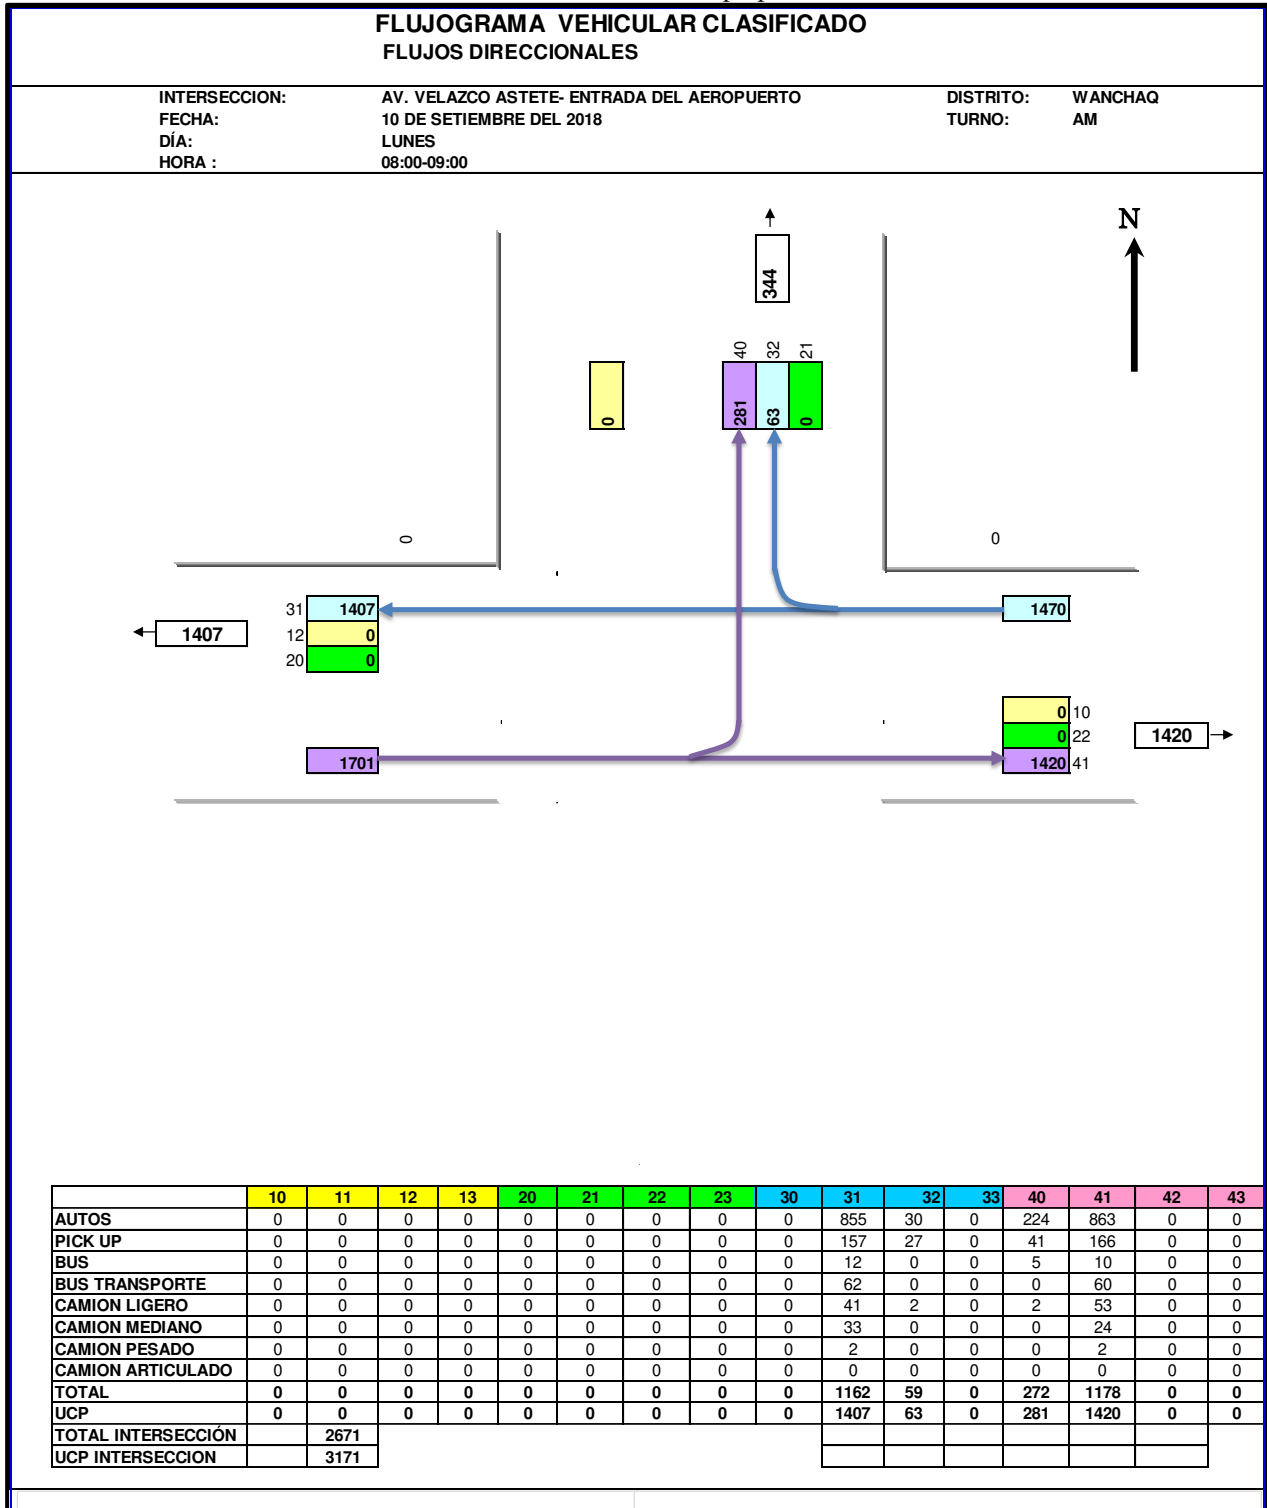 FLUJOGRAMA VEHICULAR CLASIFICADO
FLUJOS DIRECCIONALES
INTERSECCION: AV. VELAZCO ASTETE- ENTRADA DEL AEROPUERTO DISTRITO: WANCHAQ
FECHA: 10 DE SETIEMBRE DEL 2018 TURNO: AM
DÍA: LUNES
HORA : 08:00-09:00
N
344
40 32 21
0 281 63 0
0 0
31 1407 1470
1407 12 0
20 0
0 10
0 22 1420
1701 1420 41
10 11 12 13 20 21 22 23 30 31 32 33 40 41 42 43
AUTOS 0 0 0 0 0 0 0 0 0 855 30 0 224 863 0 0
PICK UP 0 0 0 0 0 0 0 0 0 157 27 0 41 166 0 0
BUS 0 0 0 0 0 0 0 0 0 12 0 0 5 10 0 0
BUS TRANSPORTE 0 0 0 0 0 0 0 0 0 62 0 0 0 60 0 0
CAMION LIGERO 0 0 0 0 0 0 0 0 0 41 2 0 2 53 0 0
CAMION MEDIANO 0 0 0 0 0 0 0 0 0 33 0 0 0 24 0 0
CAMION PESADO 0 0 0 0 0 0 0 0 0 2 0 0 0 2 0 0
CAMION ARTICULADO 0 0 0 0 0 0 0 0 0 0 0 0 0 0 0 0
TOTAL 0 0 0 0 0 0 0 0 0 1162 59 0 272 1178 0 0
UCP 0 0 0 0 0 0 0 0 0 1407 63 0 281 1420 0 0
TOTAL INTERSECCIÓN 2671
UCP INTERSECCION 3171